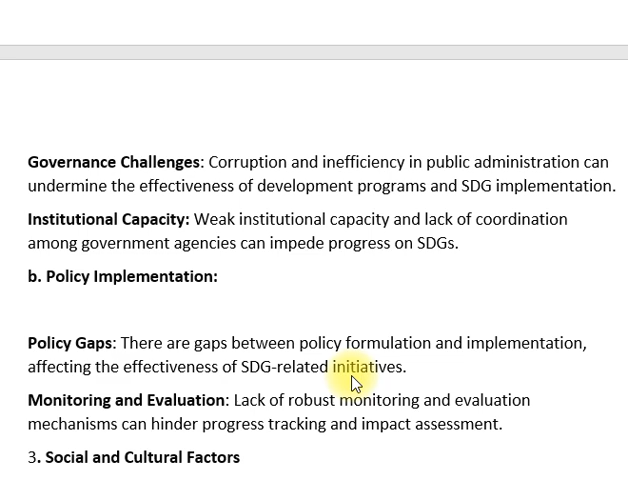 Governance Challenges: Corruption and inefficiency in public administration can
undermine the effectiveness of development programs and SDG implementation.
Institutional Capacity: Weak institutional capacity and lack of coordination
among government agencies can impede progress on SDGs.
b. Policy Implementation:
Policy Gaps: There are gaps between policy formulation and implementation,
affecting the effectiveness of SDG-related initiatives.
Monitoring and Evaluation: Lack of robust monitoring and evaluation
mechanisms can hinder progress tracking and impact assessment.
3. Social and Cultural Factors